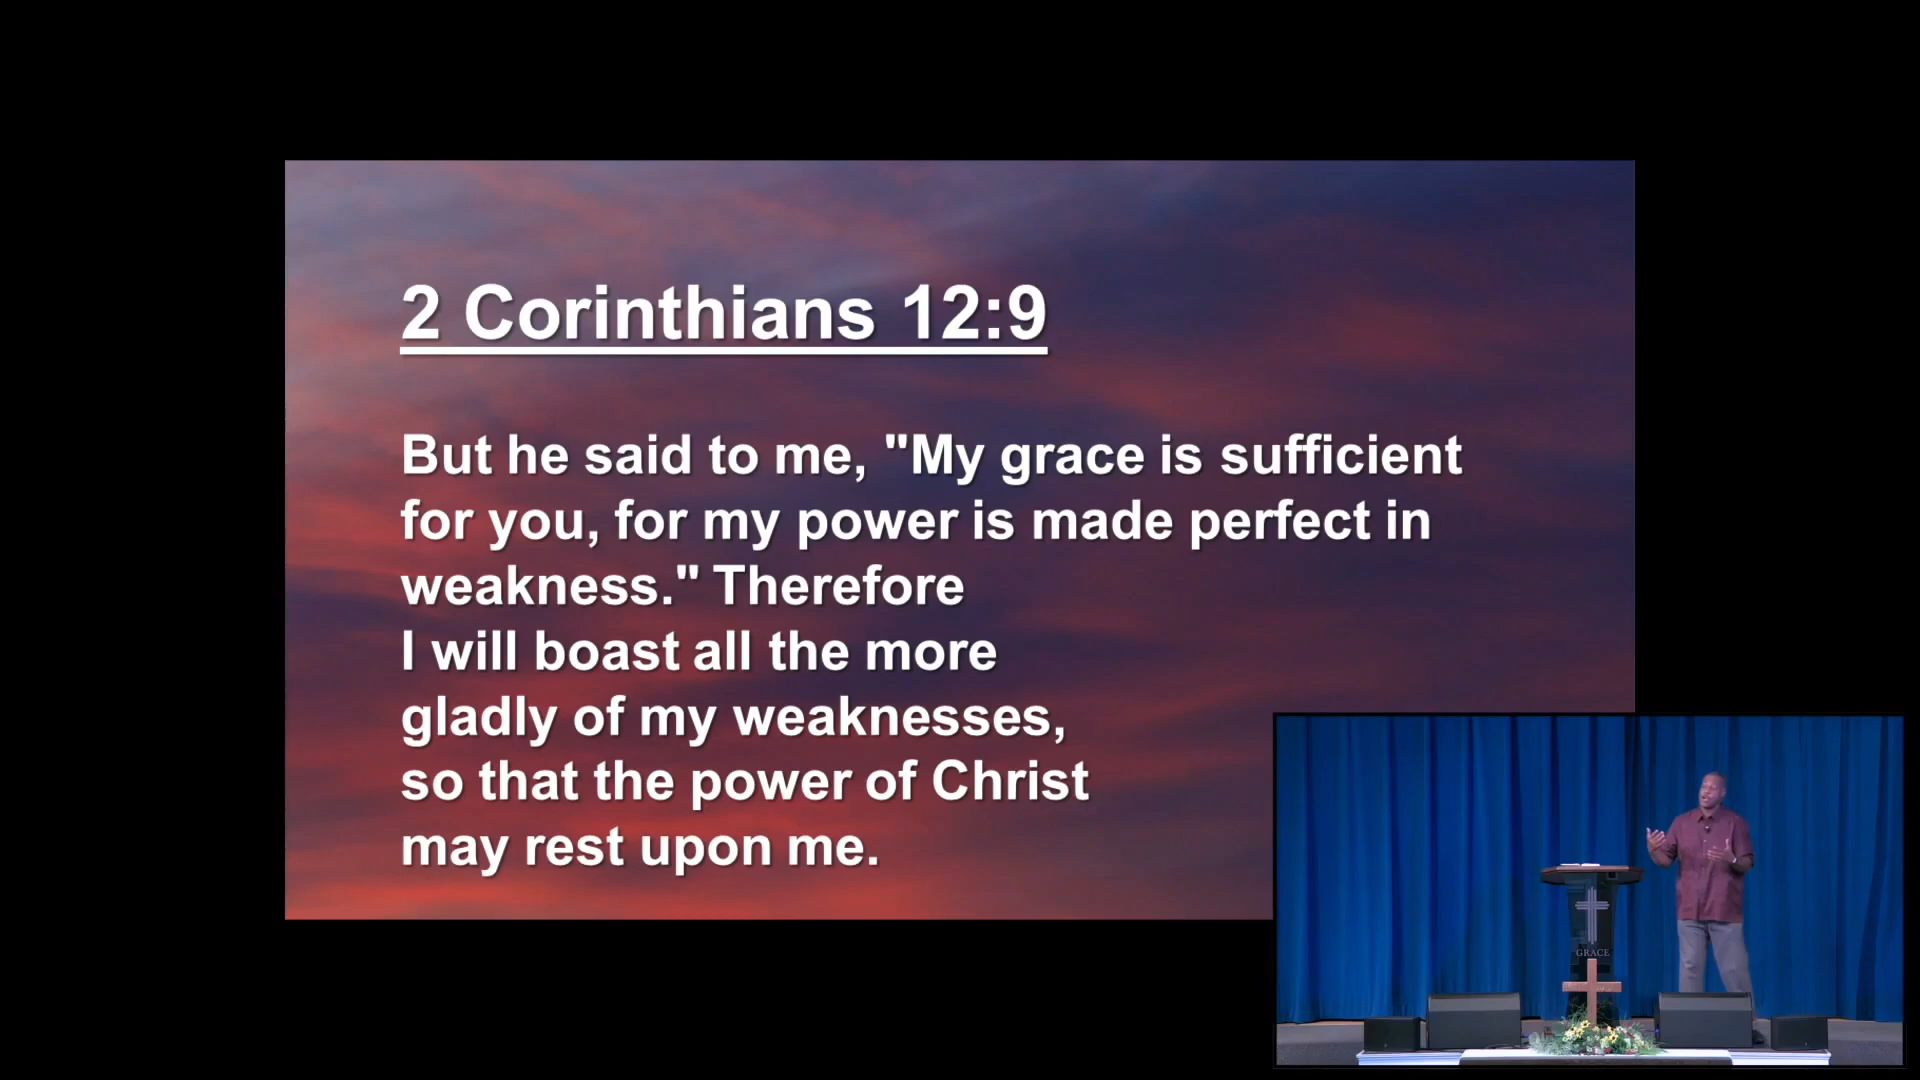 2 Corinthians 12:9
But he said to me, "My grace is sufficient
for you, for my power is made perfect in
weakness." Therefore
I will boast all the more
gladly of my weaknesses,
so that the power of Christ
may rest upon me.
GRACE